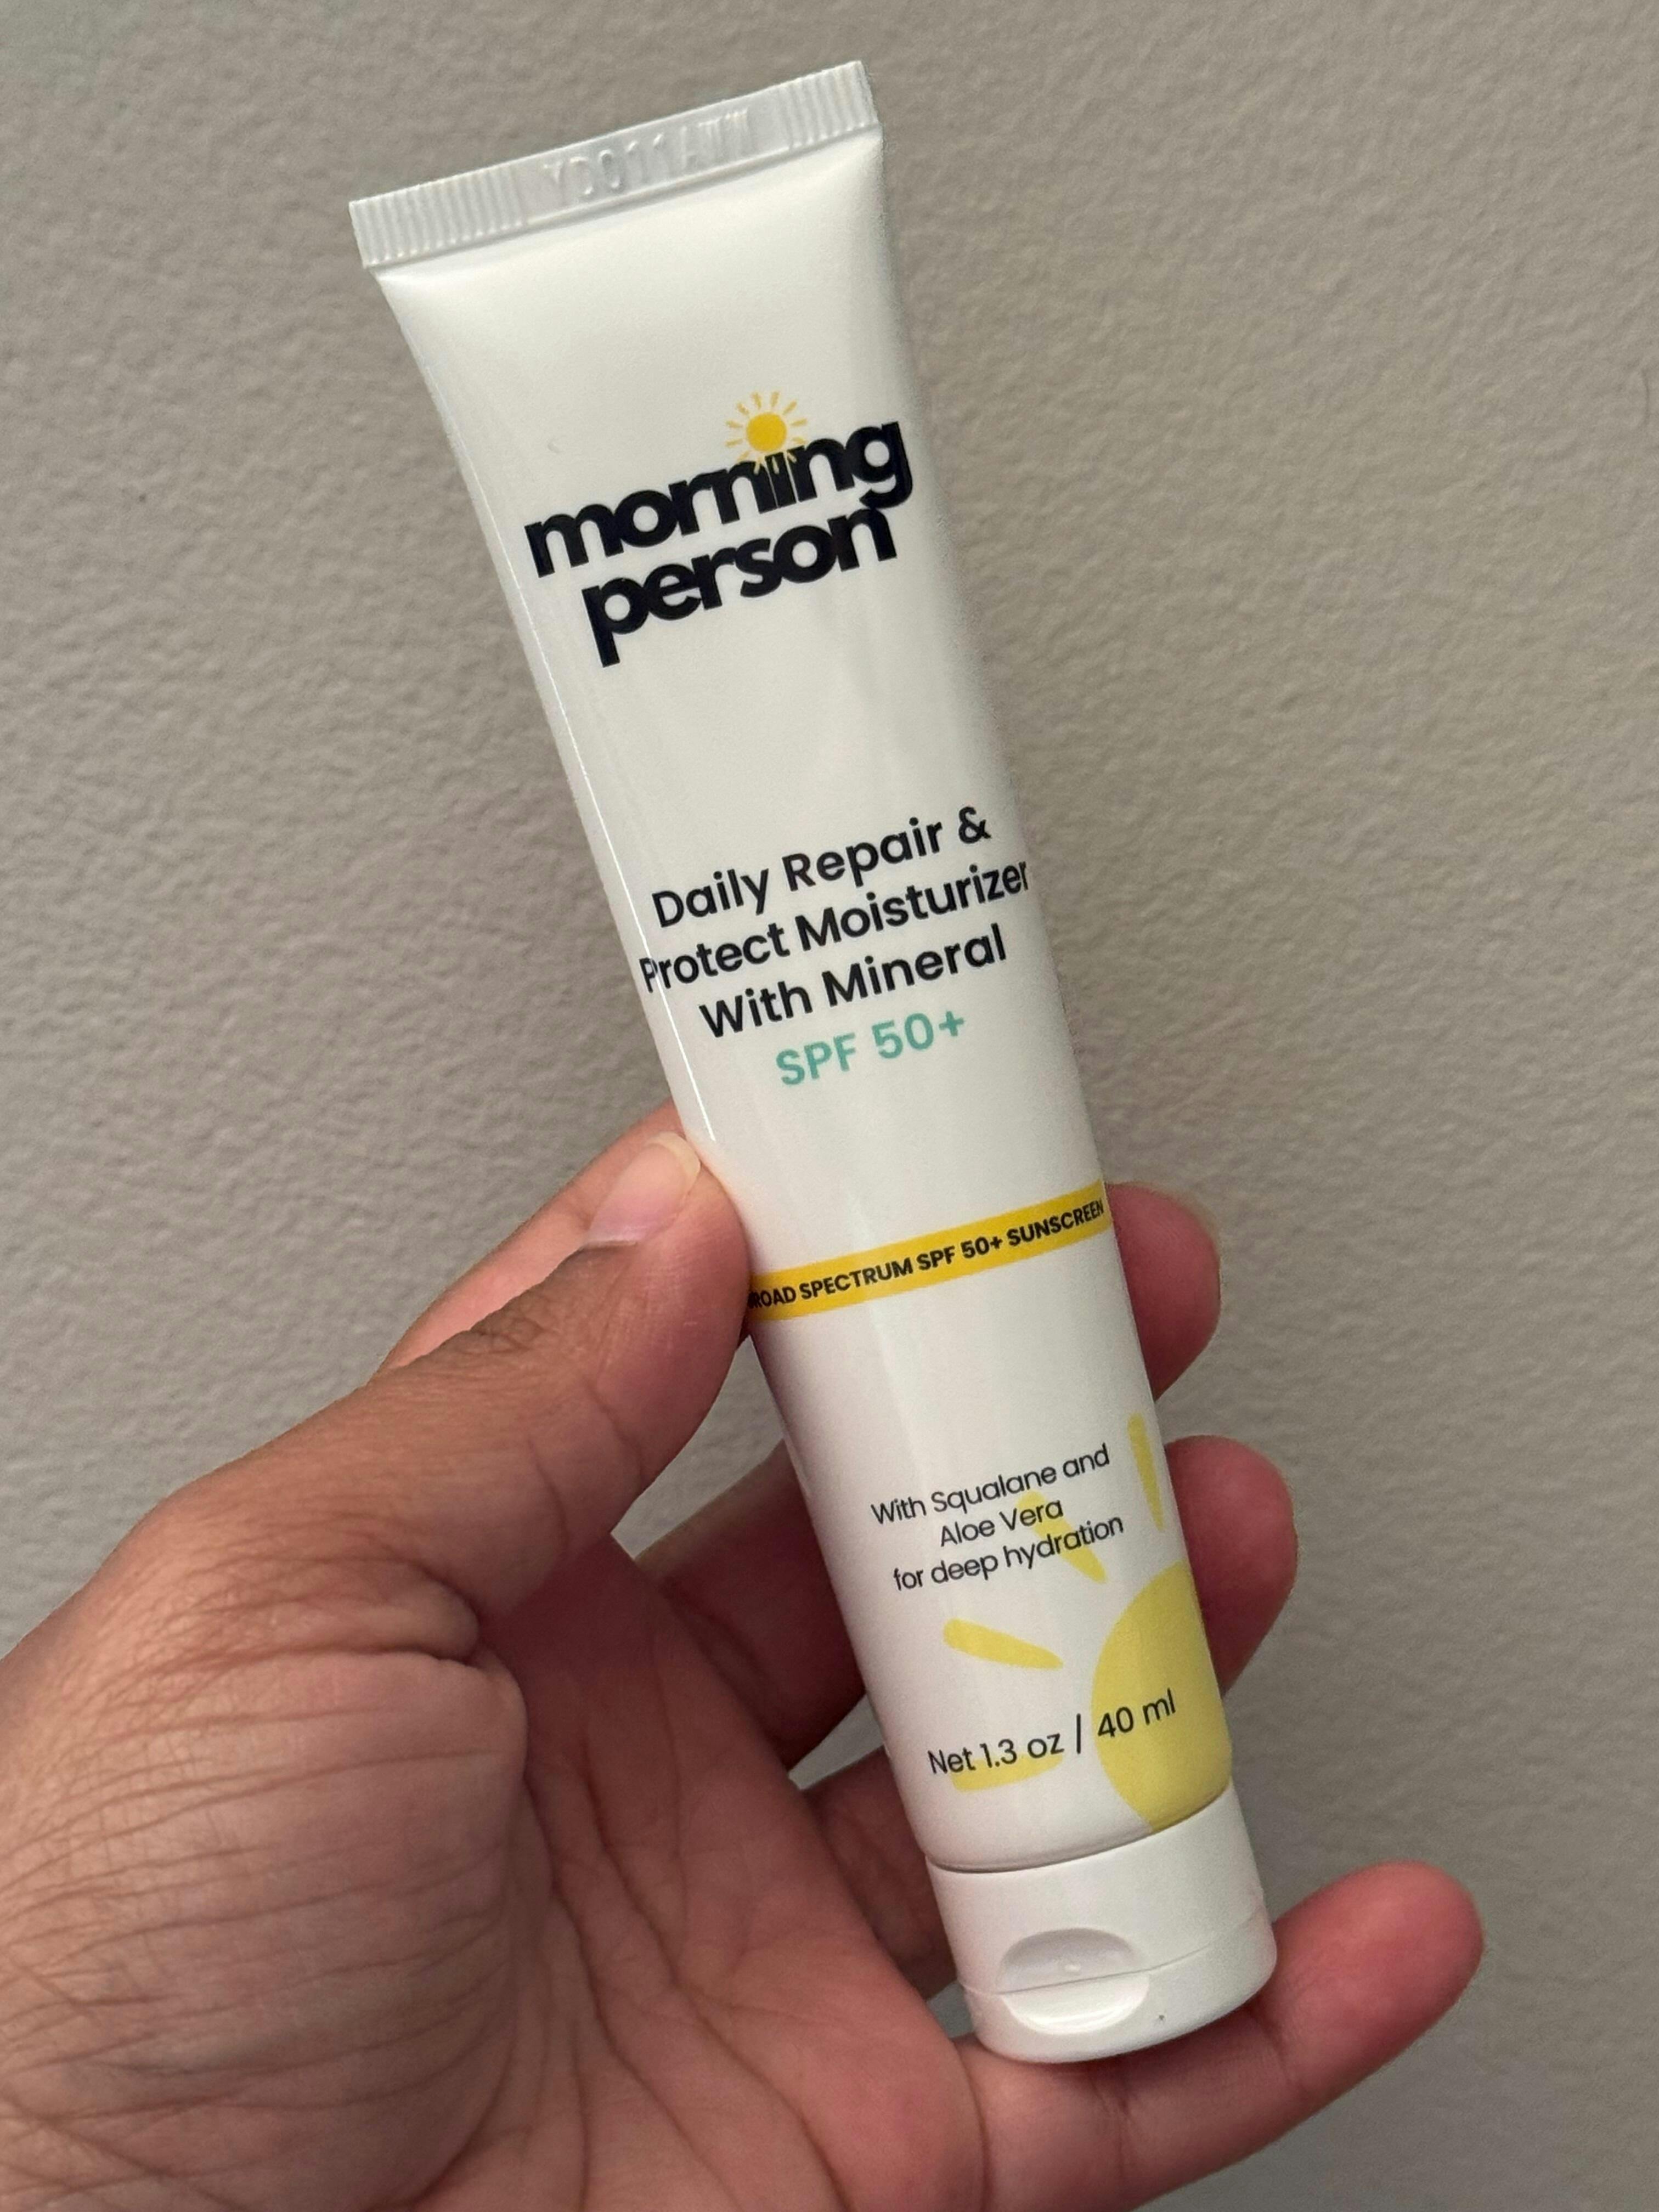 morning
person
Daily Repair &
Protect Moisturizer
With Mineral
SPF 50+
BROAD SPECTRUM SPF 50+ SUNSCREEN
With Squalane and
Aloe Vera
for deep hydration
Net 1.3 oz / 40 ml